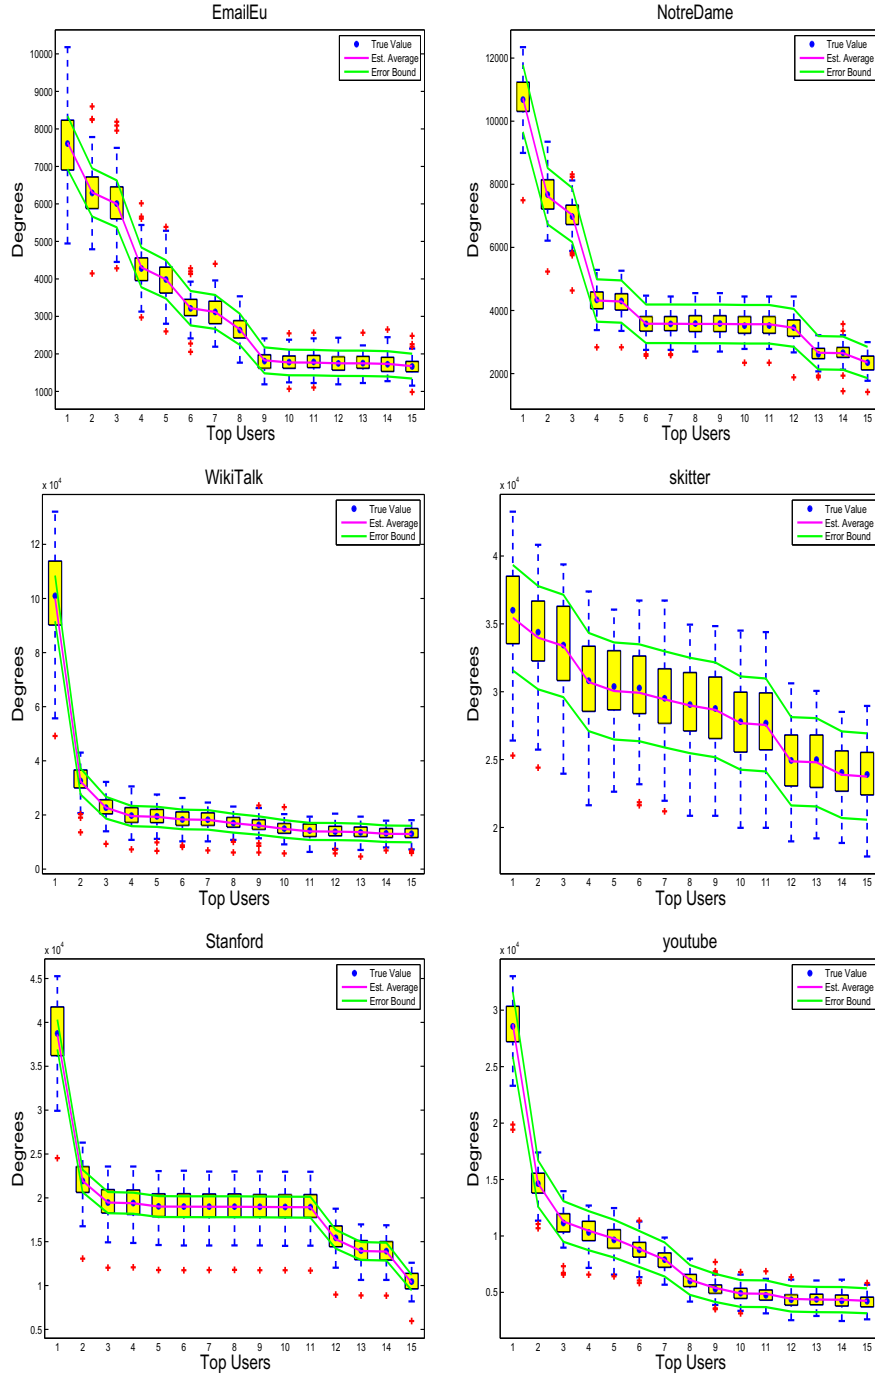 EmailEu
True Value
Est. Average
Error Bound
10000
9000
8000
7000
6000
5000
4000
3000
2000
1000
Degrees
1 2 3 4 5 6 7 8 9 10 11 12 13 14 15
Top Users
NotreDame
True Value
Est. Average
Error Bound
12000
10000
8000
6000
4000
2000
Degrees
1 2 3 4 5 6 7 8 9 10 11 12 13 14 15
Top Users
WikiTalk
x 10^4
True Value
Est. Average
Error Bound
12
10
8
6
4
2
0
Degrees
1 2 3 4 5 6 7 8 9 10 11 12 13 14 15
Top Users
skitter
x 10^4
True Value
Est. Average
Error Bound
4
3.5
3
2.5
2
Degrees
1 2 3 4 5 6 7 8 9 10 11 12 13 14 15
Top Users
Stanford
x 10^4
True Value
Est. Average
Error Bound
4.5
4
3.5
3
2.5
2
1.5
1
0.5
Degrees
1 2 3 4 5 6 7 8 9 10 11 12 13 14 15
Top Users
youtube
x 10^4
True Value
Est. Average
Error Bound
3
2.5
2
1.5
1
0.5
Degrees
1 2 3 4 5 6 7 8 9 10 11 12 13 14 15
Top Users